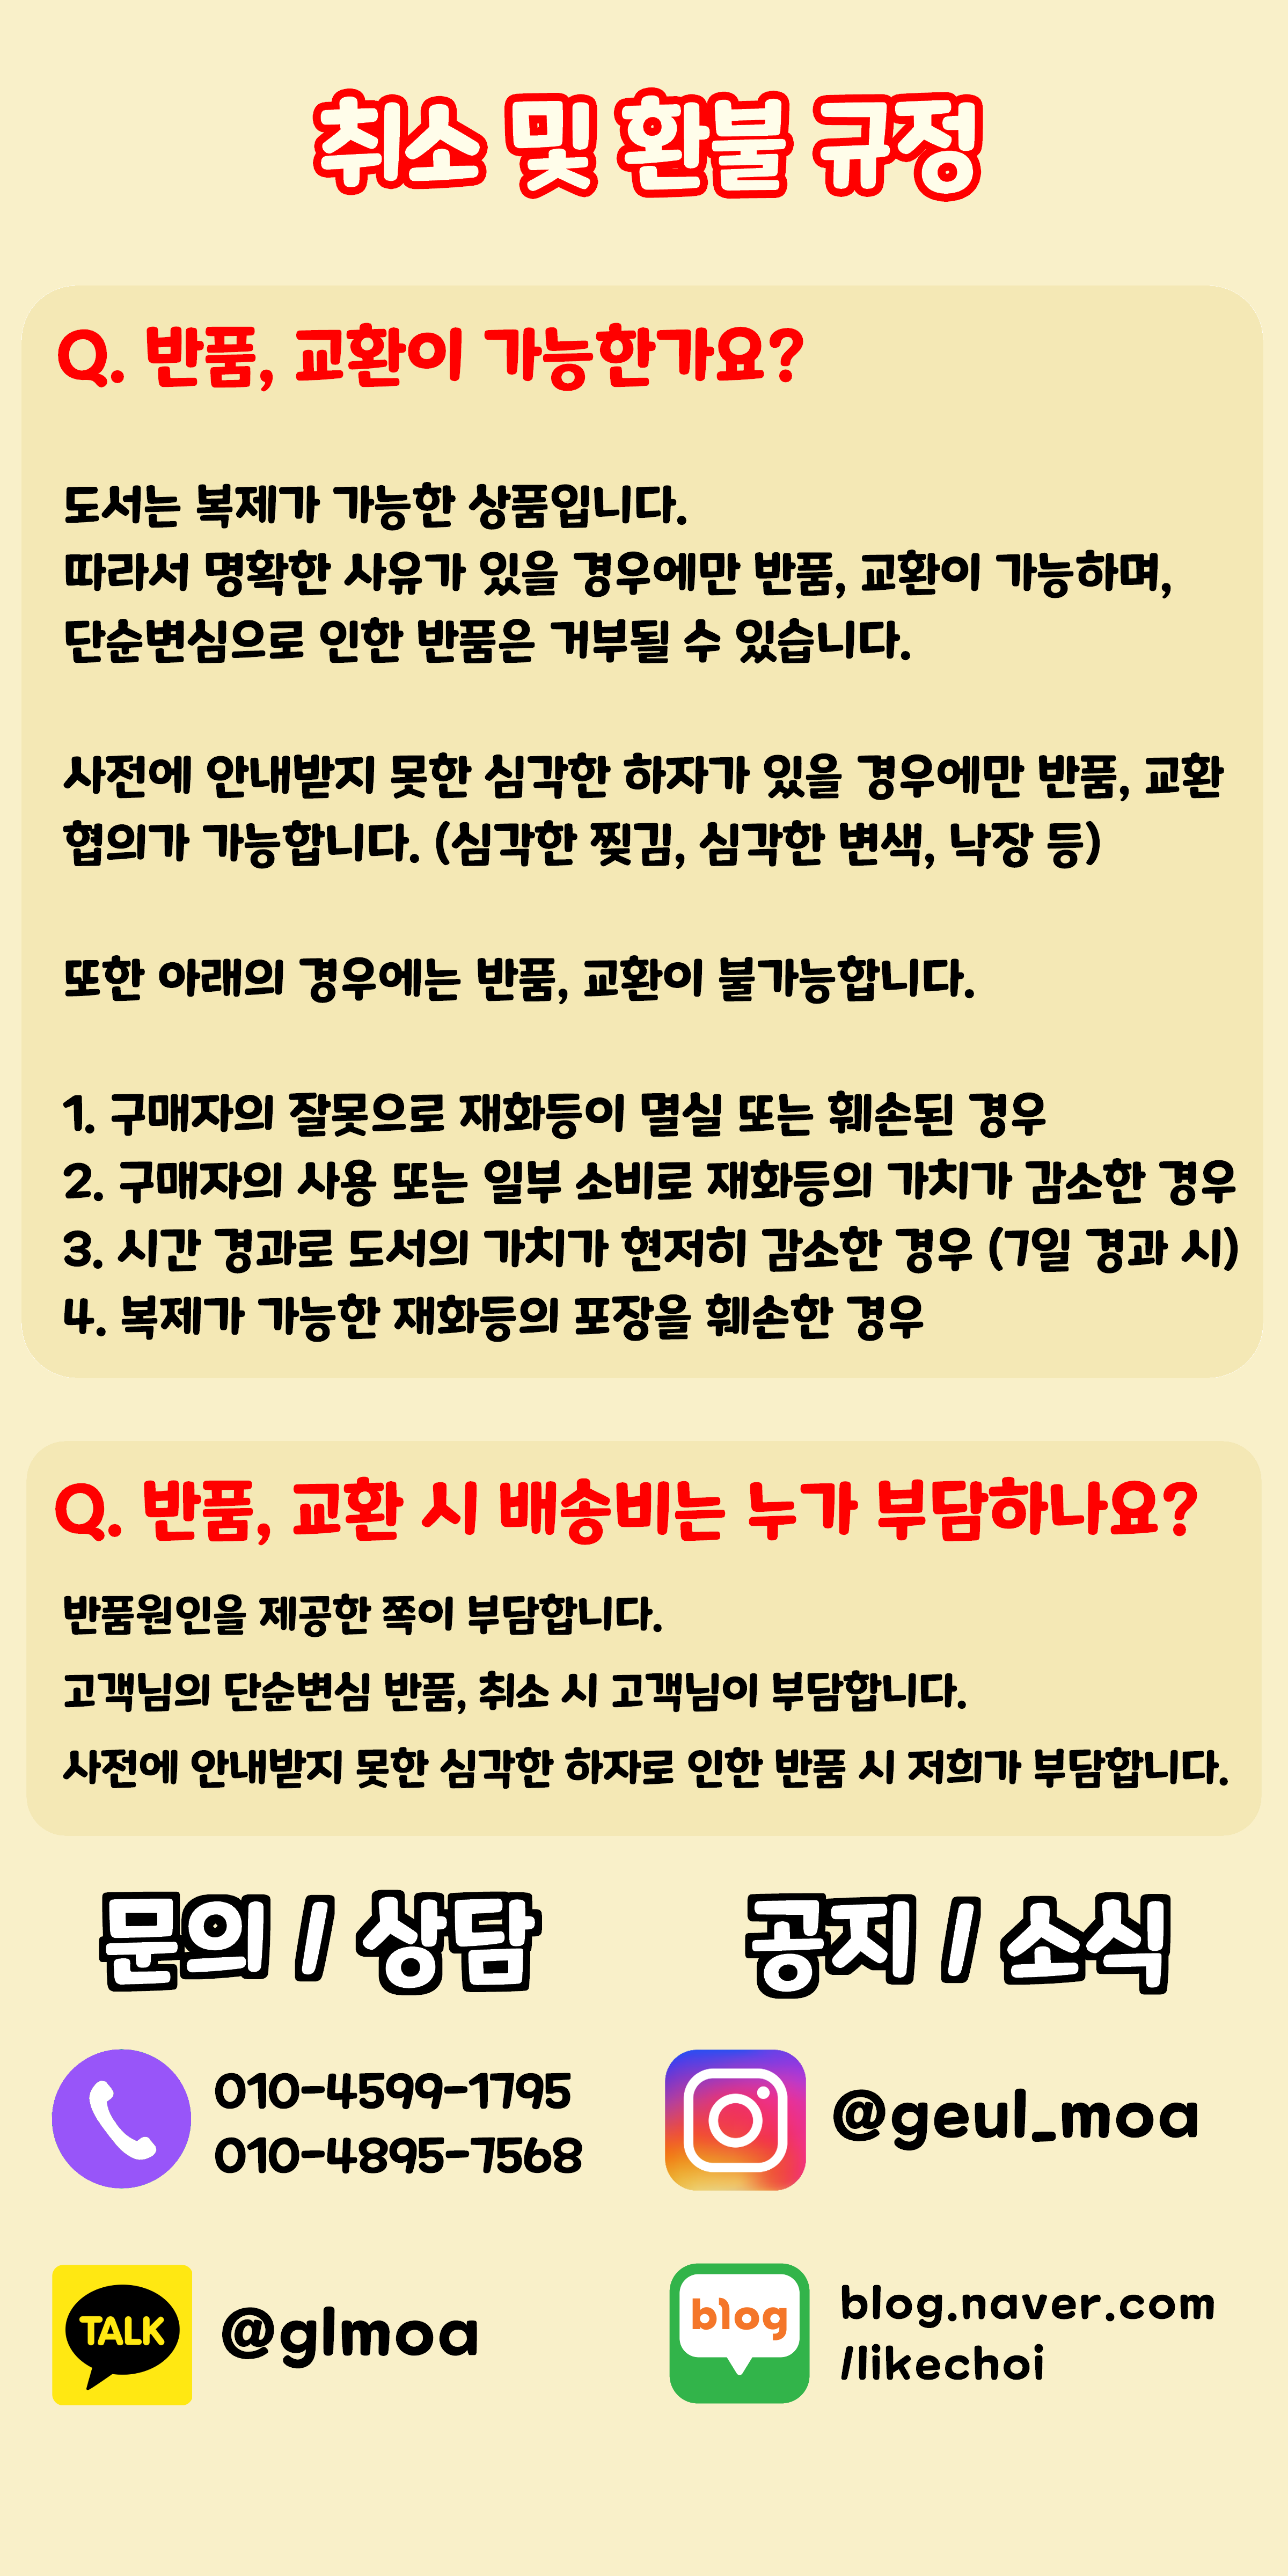 취소 및 환불 규정
Q. 반품, 교환이 가능한가요?
도서는 복제가 가능한 상품입니다.
따라서 명확한 사유가 있을 경우에만 반품, 교환이 가능하며,
단순변심으로 인한 반품은 거부될 수 있습니다.
사전에 안내받지 못한 심각한 하자가 있을 경우에만 반품, 교환
협의가 가능합니다. (심각한 찢김, 심각한 변색, 낙장 등)
또한 아래의 경우에는 반품, 교환이 불가능합니다.
1. 구매자의 잘못으로 재화등이 멸실 또는 훼손된 경우
2. 구매자의 사용 또는 일부 소비로 재화등의 가치가 감소한 경우
3. 시간 경과로 도서의 가치가 현저히 감소한 경우 (7일 경과 시)
4. 복제가 가능한 재화등의 포장을 훼손한 경우
Q. 반품, 교환 시 배송비는 누가 부담하나요?
반품원인을 제공한 쪽이 부담합니다.
고객님의 단순변심 반품, 취소 시 고객님이 부담합니다.
사전에 안내받지 못한 심각한 하자로 인한 반품 시 저희가 부담합니다.
문의 / 상담
010-4599-1795
010-4895-7568
TALK
@glmoa
공지 / 소식
@geul_moa
blog
blog.naver.com
/likechoi